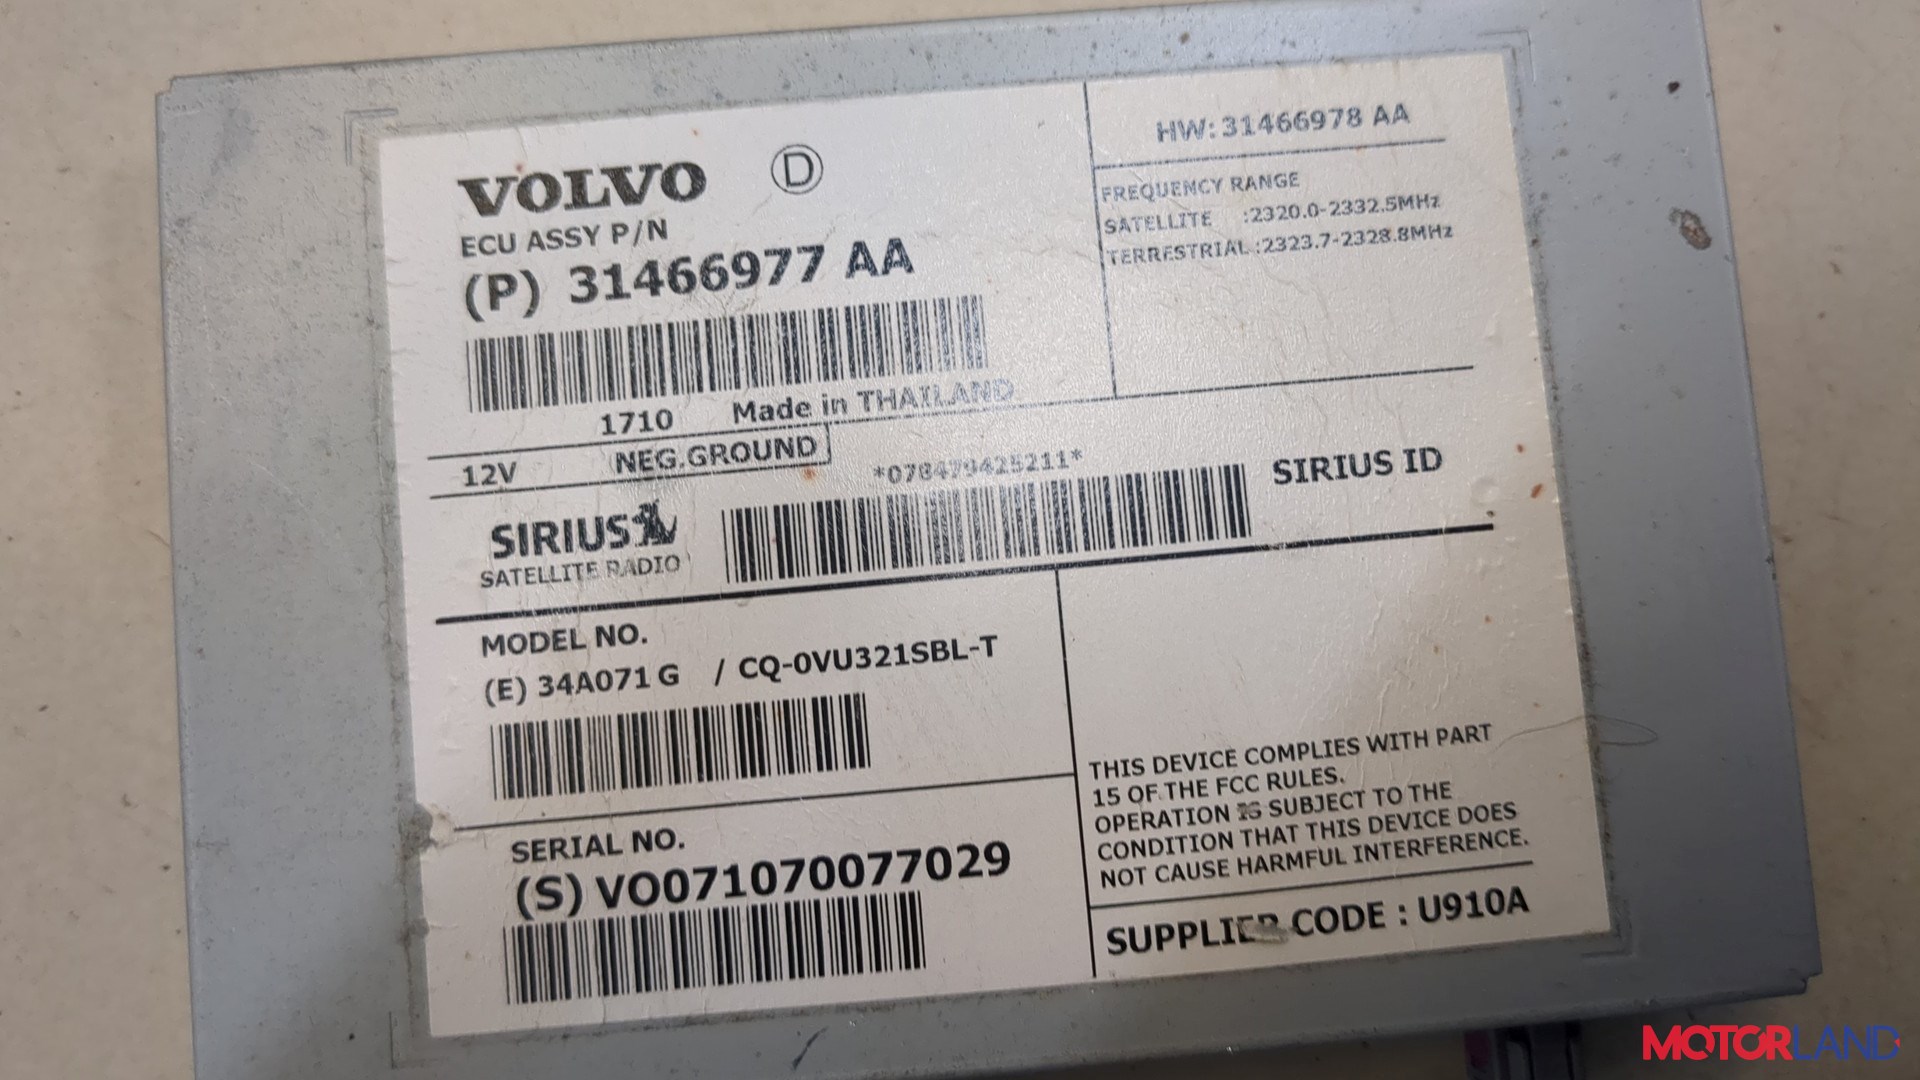 VOLVO D
ECU ASSY P/N
(P) 31466977 AA
1710 Made in THAILAND
12V NEG.GROUND
HW: 31466978 AA
FREQUENCY RANGE
SATELLITE :2320.0-2332.5MHz
TERRESTRIAL :2323.7-2328.8MHz
*078479425211*
SIRIUS ID
SIRIUS
SATELLITE RADIO
MODEL NO.
(E) 34A071 G / CQ-0VU321SBL-T
SERIAL NO.
(S) VO071070077029
THIS DEVICE COMPLIES WITH PART
15 OF THE FCC RULES.
OPERATION IS SUBJECT TO THE
CONDITION THAT THIS DEVICE DOES
NOT CAUSE HARMFUL INTERFERENCE.
SUPPLIER CODE : U910A
MOTORLAND